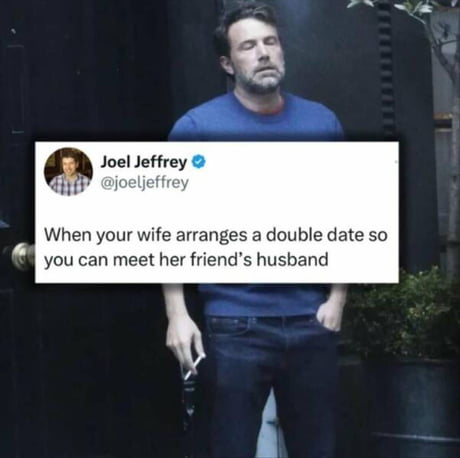 Joel Jeffrey
@joeljeffrey
When your wife arranges a double date so
you can meet her friend's husband